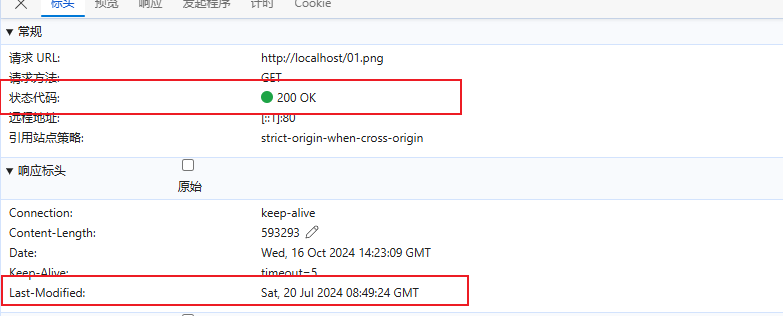 标头 预览 响应 发起程序 计时 Cookie
常规
请求 URL: http://localhost/01.png
请求方法: GET
状态代码: 200 OK
远程地址: [::1]:80
引用站点策略: strict-origin-when-cross-origin
响应标头
原始
Connection: keep-alive
Content-Length: 593293
Date: Wed, 16 Oct 2024 14:23:09 GMT
Keep-Alive: timeout=5
Last-Modified: Sat, 20 Jul 2024 08:49:24 GMT